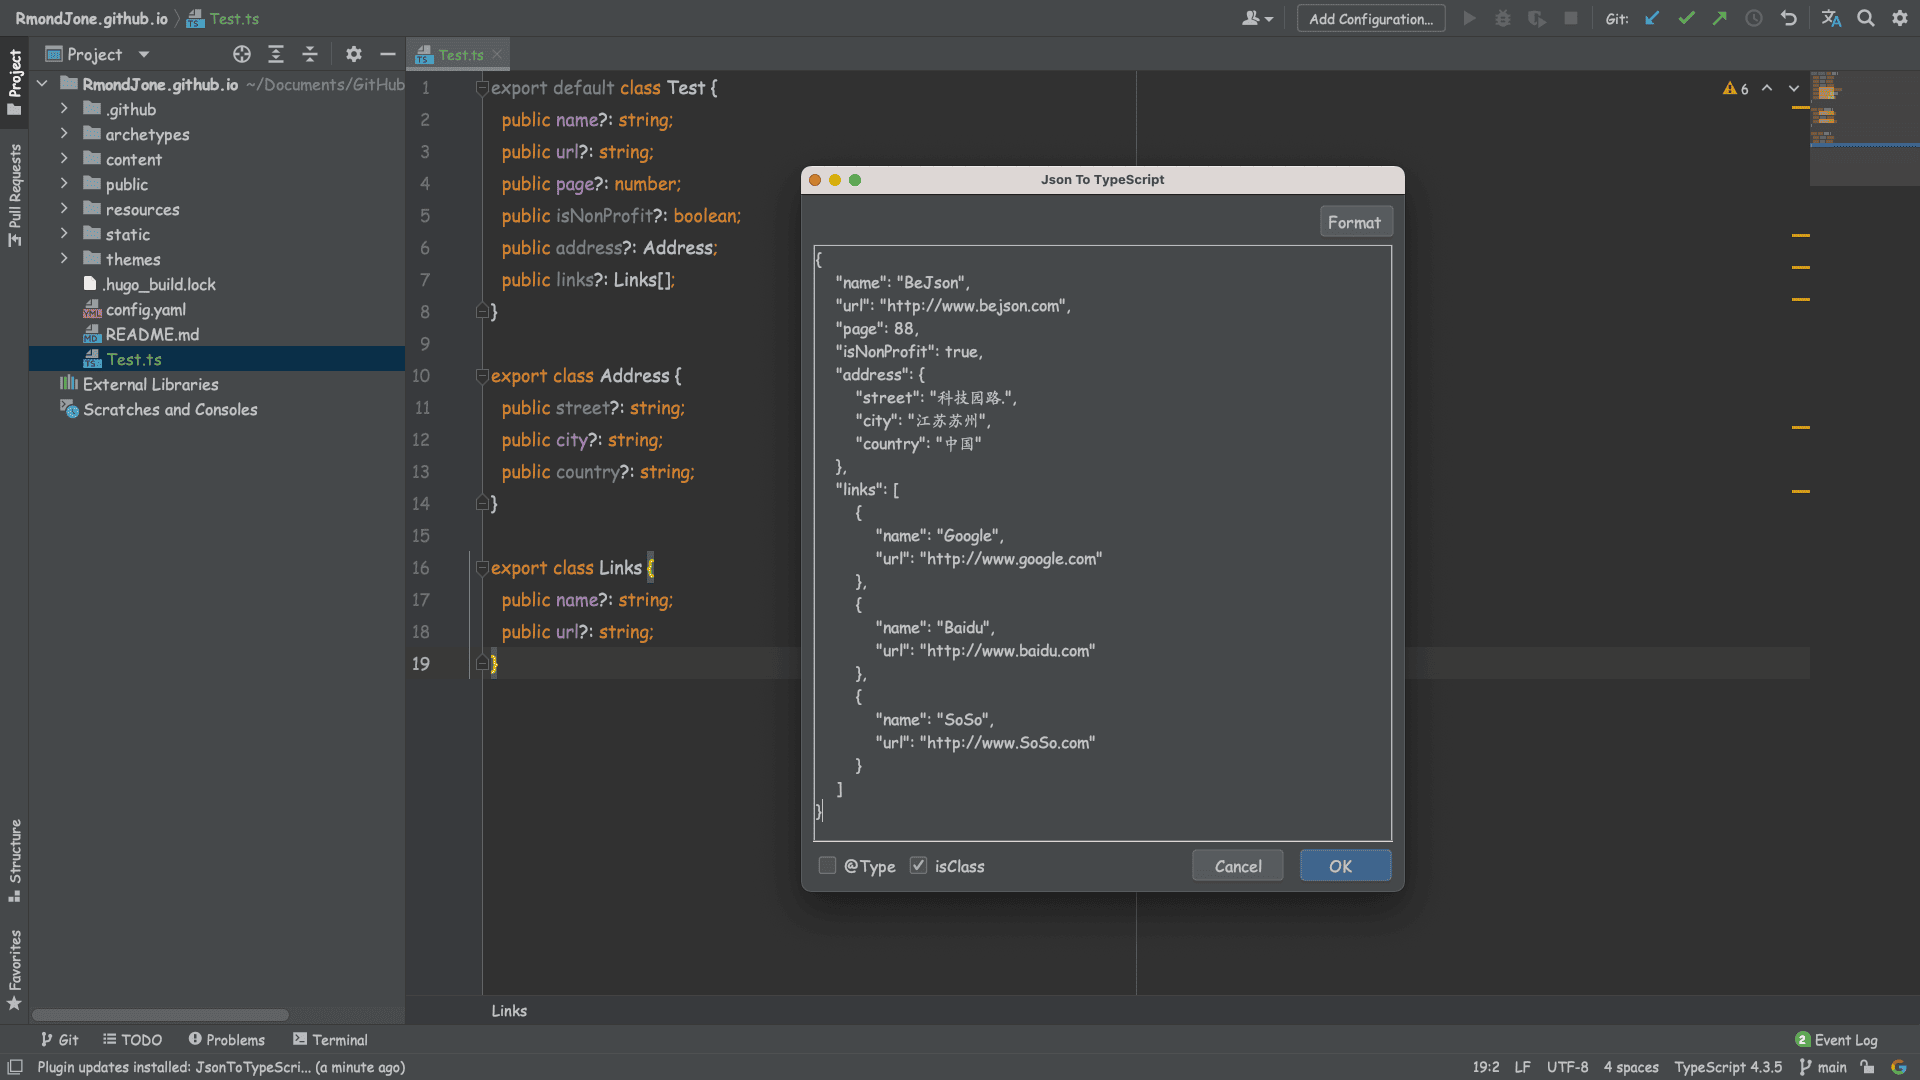 RmondJone.github.io
Test.ts
Add Configuration...
Git:
Project
Test.ts
Project
Pull Requests
Structure
Favorites
RmondJone.github.io ~/Documents/GitHub
.github
archetypes
content
public
resources
static
themes
.hugo_build.lock
config.yaml
README.md
Test.ts
External Libraries
Scratches and Consoles
1 export default class Test {
2 public name?: string;
3 public url?: string;
4 public page?: number;
5 public isNonProfit?: boolean;
6 public address?: Address;
7 public links?: Links[];
8 }
9
10 export class Address {
11 public street?: string;
12 public city?: string;
13 public country?: string;
14 }
15
16 export class Links {
17 public name?: string;
18 public url?: string;
19 }
6
Json To TypeScript
Format
{
"name": "BeJson",
"url": "http://www.bejson.com",
"page": 88,
"isNonProfit": true,
"address": {
"street": "科技园路.",
"city": "江苏苏州",
"country": "中国"
},
"links": [
{
"name": "Google",
"url": "http://www.google.com"
},
{
"name": "Baidu",
"url": "http://www.baidu.com"
},
{
"name": "SoSo",
"url": "http://www.SoSo.com"
}
]
}
@Type
isClass
Cancel
OK
Links
Git
TODO
Problems
Terminal
2 Event Log
Plugin updates installed: JsonToTypeScri... (a minute ago)
19:2 LF UTF-8 4 spaces TypeScript 4.3.5 main